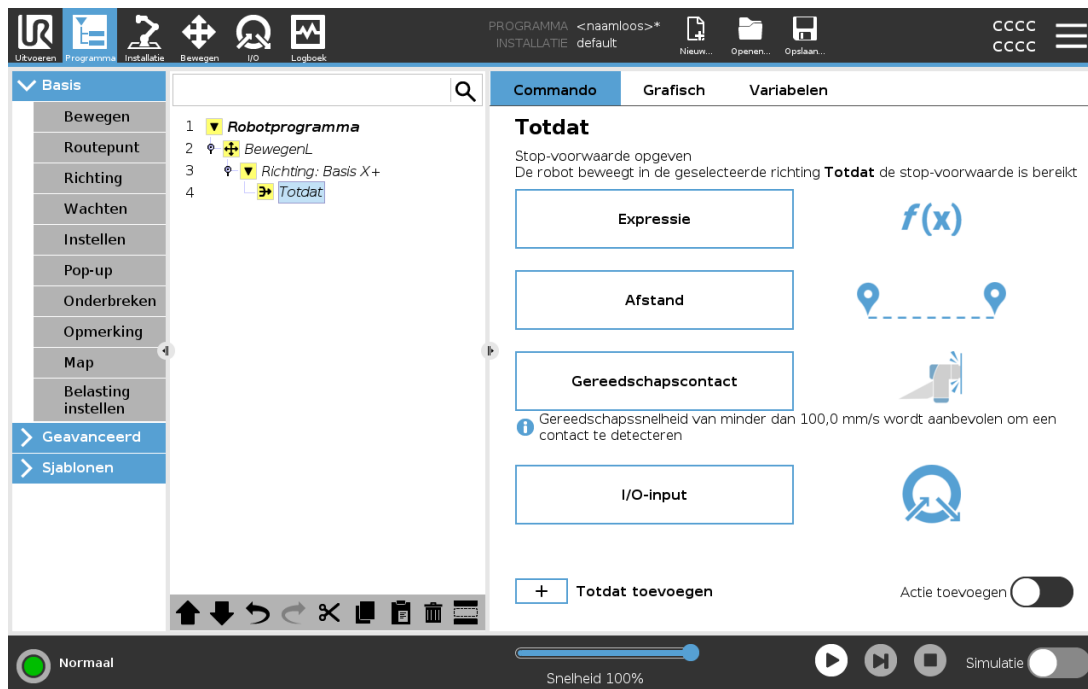 PROGRAMMA <naamloos>*
INSTALLATIE default
CCCC
CCCC
Uitvoeren
Programma
Installatie
Bewegen
I/O
Logboek
Nieuw...
Openen...
Opslaan...
Basis
Bewegen
Routepunt
Richting
Wachten
Instellen
Pop-up
Onderbreken
Opmerking
Map
Belasting
instellen
Geavanceerd
Sjablonen
1 Robotprogramma
2 BewegenL
3 Richting: Basis X+
4 Totdat
Commando
Grafisch
Variabelen
Totdat
Stop-voorwaarde opgeven
De robot beweegt in de geselecteerde richting Totdat de stop-voorwaarde is bereikt
Expressie
f(x)
Afstand
Gereedschapscontact
Gereedschapssnelheid van minder dan 100,0 mm/s wordt aanbevolen om een
contact te detecteren
I/O-input
+ Totdat toevoegen
Actie toevoegen
Normaal
Snelheid 100%
Simulatie